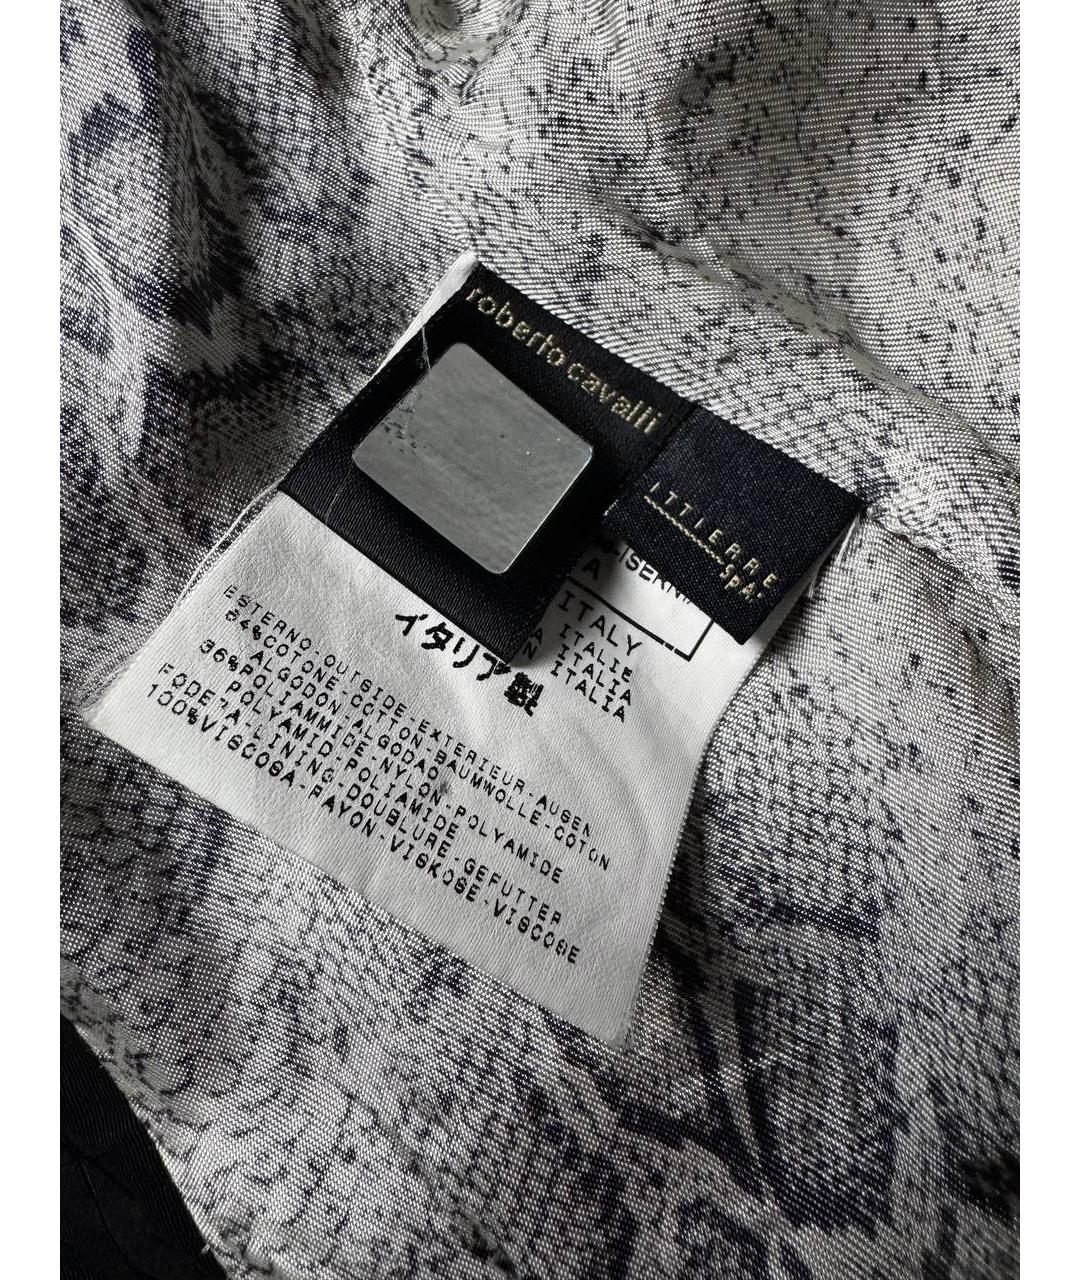 roberto cavalli
ITTIERRE
SPA
ISERN
A
ITALY
ITALIE
ITALIA
ITALIA
イタリア製
ESTERNO-OUTSIDE-EXTERIEUR-AUSEN
64%COTONE-COTTON-BAUMWOLLE-COTON
ALGODON-ALGODAO
36%POLIAMMIDE-NYLON-POLYAMIDE
POLYAMID-POLIAMIDE
FODERA-LINING-DOUBLURE-GEFUTTER
100%VISCOSA-RAYON-VISKOSE-VISCOSE